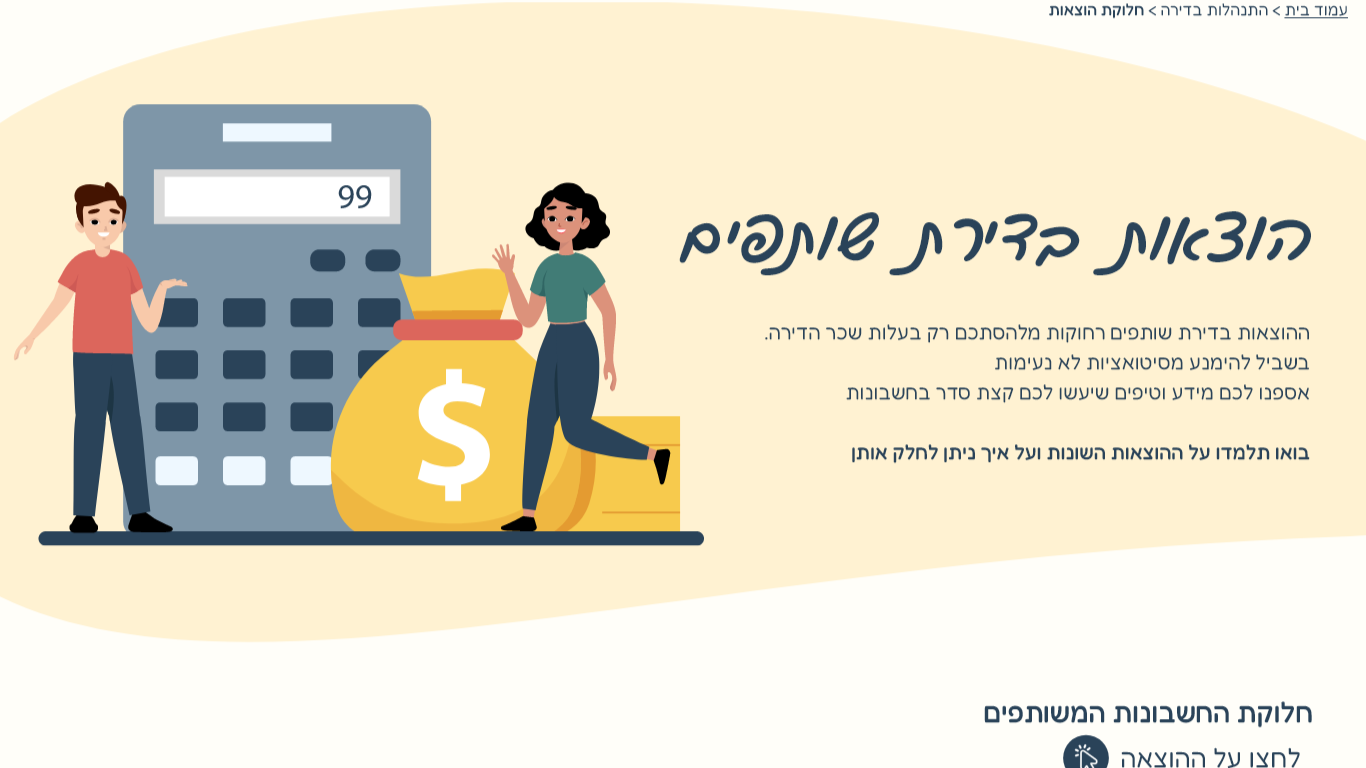 עמוד בית > התנהלות בדירה > חלוקת הוצאות
99
הוצאות בדירת שותפים
ההוצאות בדירת שותפים רחוקות מלהסתכם רק בעלות שכר הדירה.
בשביל להימנע מסיטואציות לא נעימות
אספנו לכם מידע וטיפים שיעשו לכם קצת סדר בחשבונות
בואו תלמדו על ההוצאות השונות ועל איך ניתן לחלק אותן
$
חלוקת החשבונות המשותפים
לחצו על ההוצאה